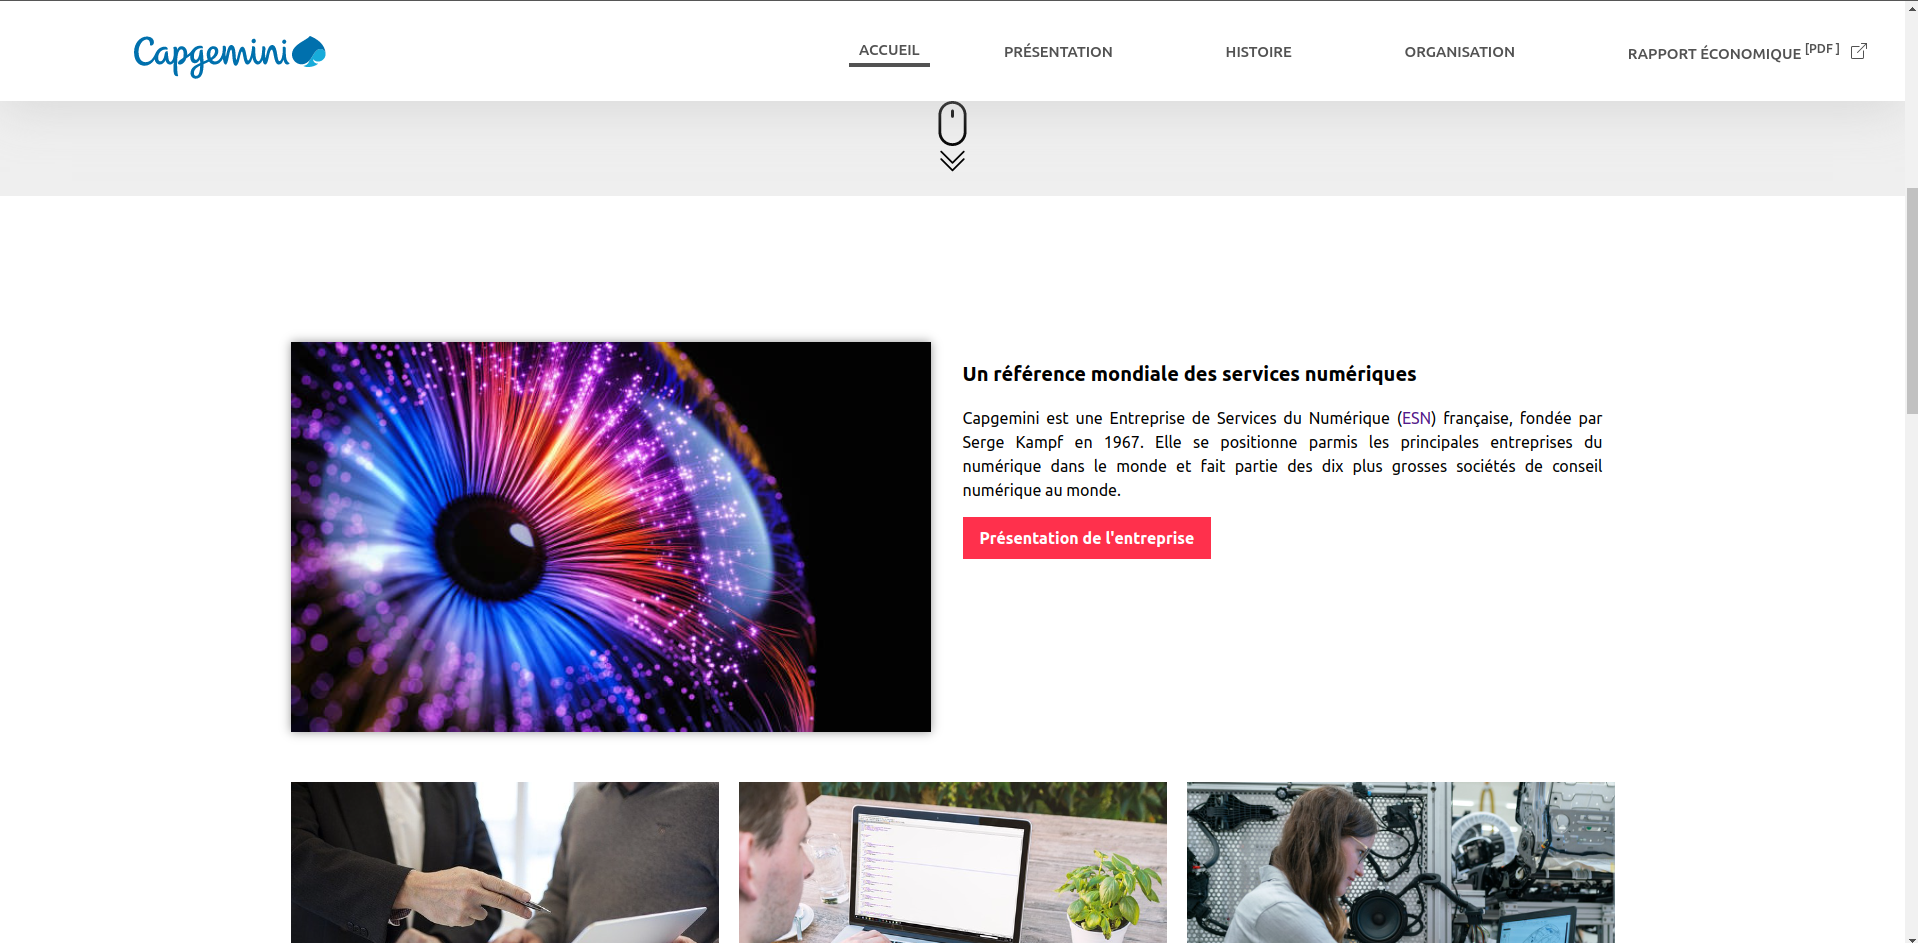 Capgemini
ACCUEIL
PRÉSENTATION
HISTOIRE
ORGANISATION
RAPPORT ÉCONOMIQUE [PDF ]
Un référence mondiale des services numériques
Capgemini est une Entreprise de Services du Numérique (ESN) française, fondée par
Serge Kampf en 1967. Elle se positionne parmis les principales entreprises du
numérique dans le monde et fait partie des dix plus grosses sociétés de conseil
numérique au monde.
Présentation de l'entreprise